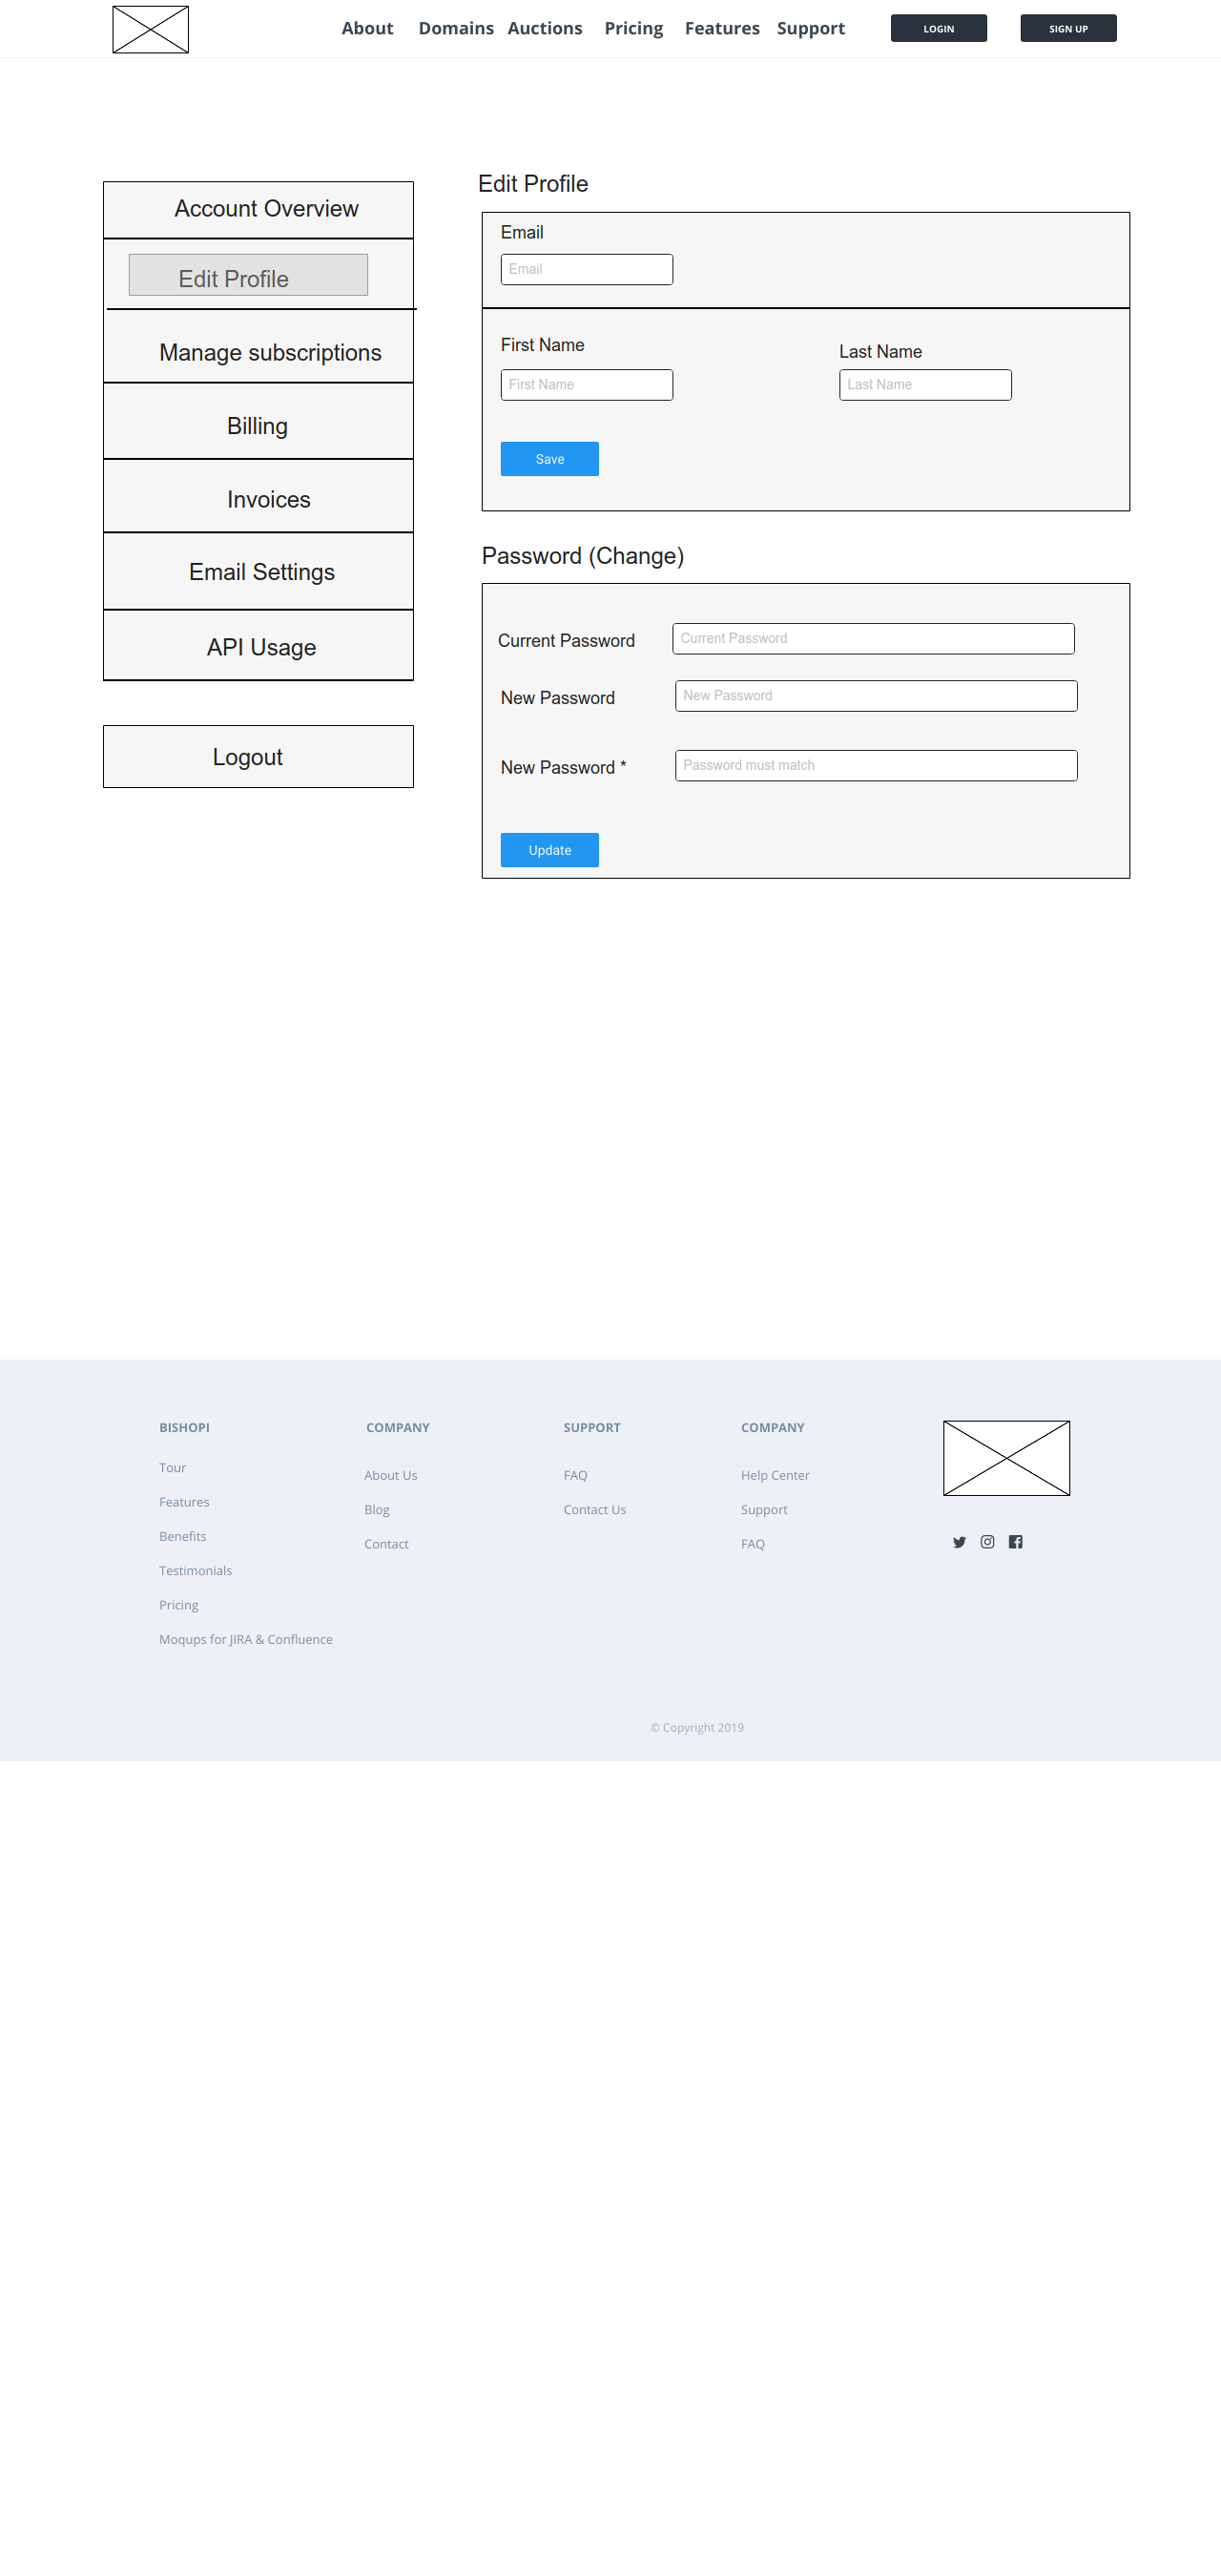 About Domains Auctions Pricing Features Support LOGIN SIGN UP
Account Overview
Edit Profile
Manage subscriptions
Billing
Invoices
Email Settings
API Usage
Logout
Edit Profile
Email
Email
First Name
First Name
Last Name
Last Name
Save
Password (Change)
Current Password Current Password
New Password New Password
New Password * Password must match
Update
BISHOPI
Tour
Features
Benefits
Testimonials
Pricing
Moqups for JIRA & Confluence
COMPANY
About Us
Blog
Contact
SUPPORT
FAQ
Contact Us
COMPANY
Help Center
Support
FAQ
© Copyright 2019